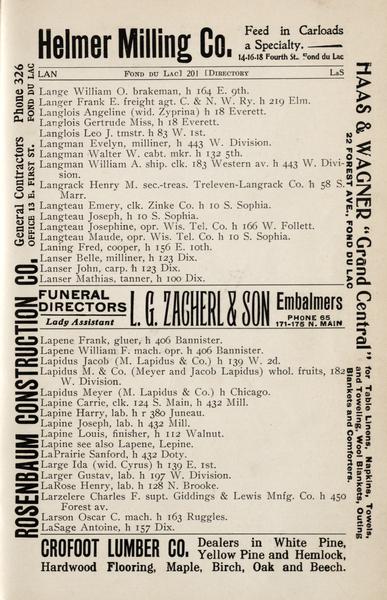 Helmer Milling Co. Feed in Carloads
a Specialty.
14-16-18 Fourth St. Fond du Lac
LAN FOND DU LAC] 201 [DIRECTORY LaS
Lange William O. brakeman, h 164 E. 9th.
Langer Frank E. freight agt. C. & N. W. Ry. h 219 Elm.
Langlois Angeline (wid. Zyprina) h 18 Everett.
Langlois Gertrude Miss, h 18 Everett.
Langlois Leo J. tmstr. h 83 W. 1st.
Langman Evelyn, milliner, h 443 W. Division.
Langman Walter W. cabt. mkr. h 132 5th.
Langman William A. ship. clk. 183 Western av. h 443 W. Divi-
sion.
Langrack Henry M. sec.-treas. Treleven-Langrack Co. h 58 S.
Marr.
Langteau Emery, clk. Zinke Co. h 10 S. Sophia.
Langteau Joseph, h 10 S. Sophia.
Langteau Josephine, opr. Wis. Tel. Co. h 166 W. Follett.
Langteau Maude, opr. Wis. Tel. Co. h 10 S. Sophia.
Laning Fred, cooper, h 156 E. 10th.
Lanser Belle, milliner, h 123 Dix.
Lanser John, carp. h 123 Dix.
Lanser Mathias, tanner, h 100 Dix.
FUNERAL
DIRECTORS
Lady Assistant
L. G. ZACHERL & SON
Embalmers
PHONE 65
171-175 N. MAIN
Lapene Frank, gluer, h 406 Bannister.
Lapene William F. mach. opr. h 406 Bannister.
Lapidus Jacob (M. Lapidus & Co.) h 139 W. 2d.
Lapidus M. & Co. (Meyer and Jacob Lapidus) whol. fruits, 182
W. Division.
Lapidus Meyer (M. Lapidus & Co.) h Chicago.
Lapine Carrie, clk. 124 S. Main, h 432 Mill.
Lapine Harry, lab. h r 380 Juneau.
Lapine Joseph, lab. h 432 Mill.
Lapine Louis, finisher, h 112 Walnut.
Lapine see also Lapene, Lepine.
LaPrairie Sanford, h 432 Doty.
Large Ida (wid. Cyrus) h 139 E. 1st.
Larger Gustav, lab. h 197 W. Division.
LaRose Henry, lab. h 128 N. Brooke.
Larzelere Charles F. supt. Giddings & Lewis Mnfg. Co. h 450
Forest av.
Larson Oscar C. mach. h 163 Ruggles.
LaSage Antoine, h 157 Dix.
CROFOOT LUMBER CO. Dealers in White Pine,
Yellow Pine and Hemlock,
Hardwood Flooring, Maple, Birch, Oak and Beech.
ROSENBAUM CONSTRUCTION CO. General Contractors Phone 326
OFFICE 13 E. FIRST ST. FOND DU LAC
HAAS & WAGNER "Grand Central"
22 FOREST AVE., FOND DU LAC
for Table Linens, Napkins, Towels,
and Toweling, Wool Blankets, Outing
Blankets and Comforters.